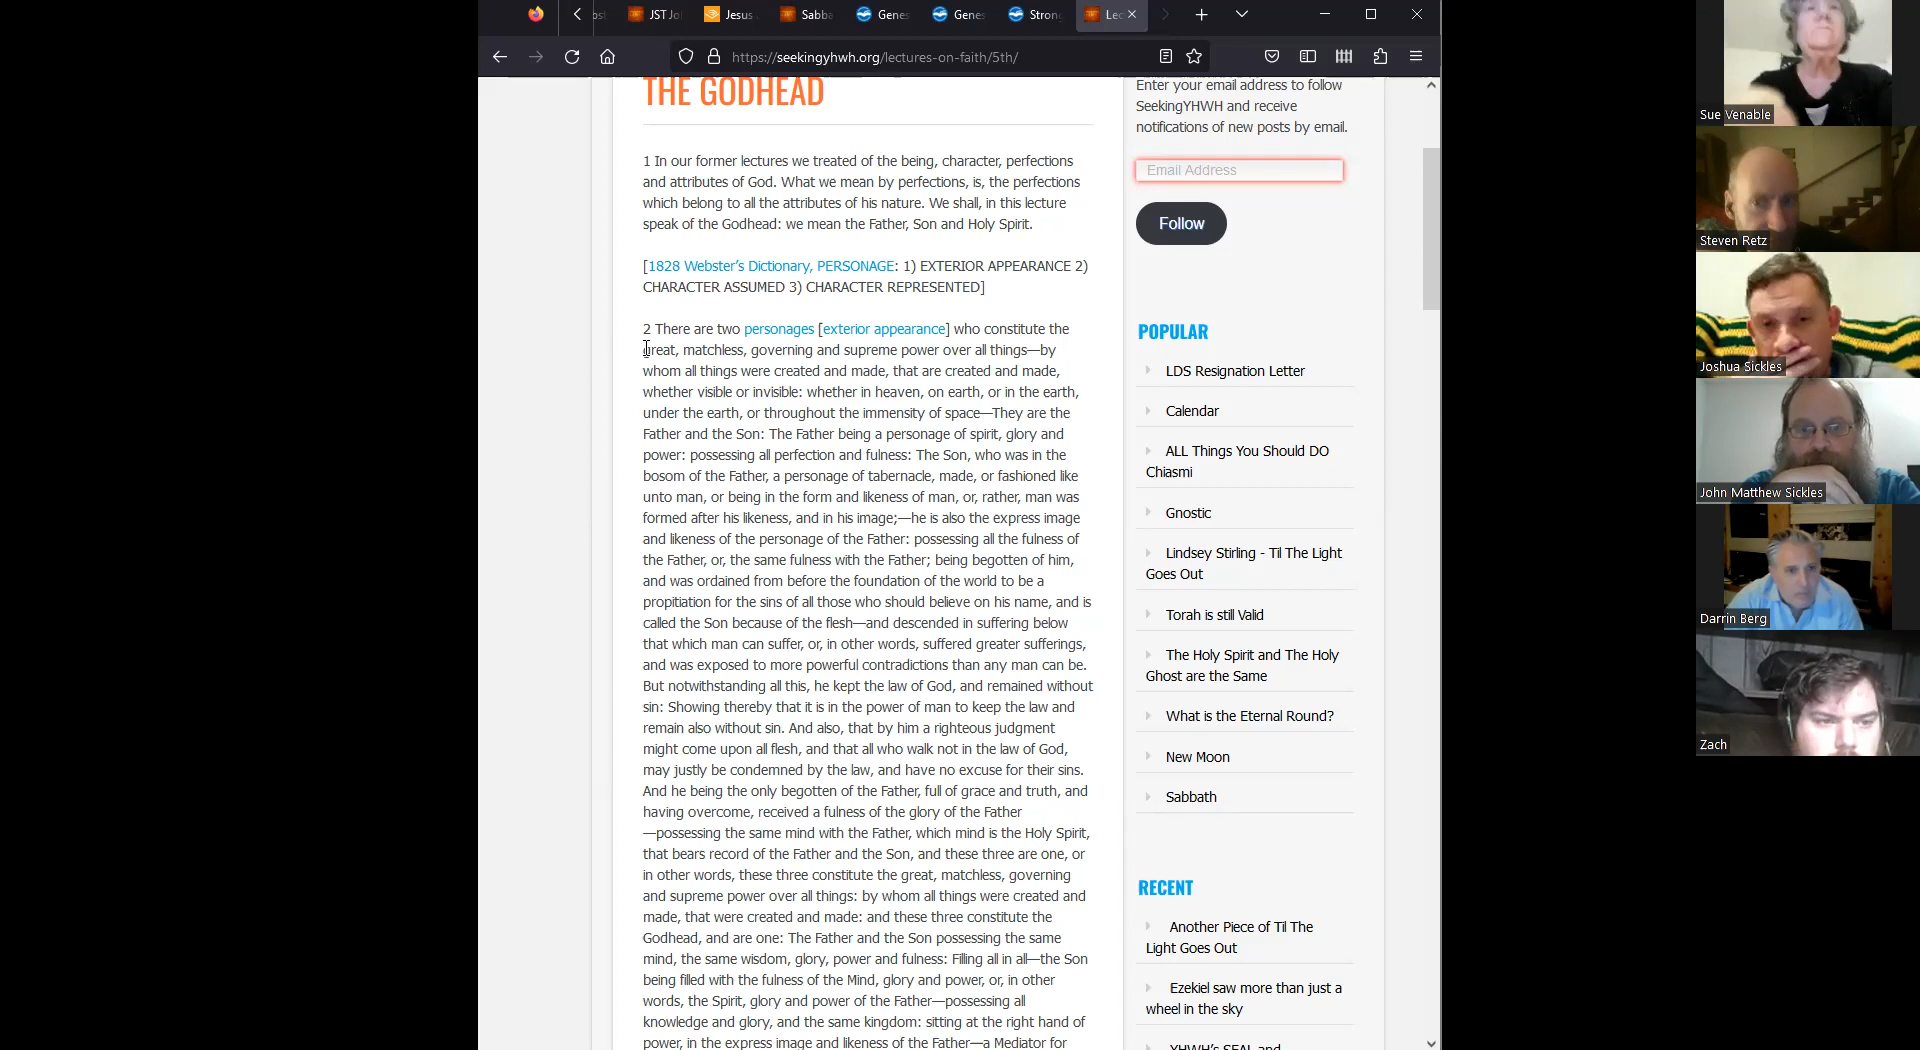 JST Jo
Jesus
Sabba
Genes
Genes
Strong
Lec
https://seekingyhwh.org/lectures-on-faith/5th/
THE GODHEAD
1 In our former lectures we treated of the being, character, perfections
and attributes of God. What we mean by perfections, is, the perfections
which belong to all the attributes of his nature. We shall, in this lecture
speak of the Godhead: we mean the Father, Son and Holy Spirit.
[1828 Webster's Dictionary, PERSONAGE: 1) EXTERIOR APPEARANCE 2)
CHARACTER ASSUMED 3) CHARACTER REPRESENTED]
2 There are two personages [exterior appearance] who constitute the
great, matchless, governing and supreme power over all things—by
whom all things were created and made, that are created and made,
whether visible or invisible: whether in heaven, on earth, or in the earth,
under the earth, or throughout the immensity of space—They are the
Father and the Son: The Father being a personage of spirit, glory and
power: possessing all perfection and fulness: The Son, who was in the
bosom of the Father, a personage of tabernacle, made, or fashioned like
unto man, or being in the form and likeness of man, or, rather, man was
formed after his likeness, and in his image;—he is also the express image
and likeness of the personage of the Father: possessing all the fulness of
the Father, or, the same fulness with the Father; being begotten of him,
and was ordained from before the foundation of the world to be a
propitiation for the sins of all those who should believe on his name, and is
called the Son because of the flesh—and descended in suffering below
that which man can suffer, or, in other words, suffered greater sufferings,
and was exposed to more powerful contradictions than any man can be.
But notwithstanding all this, he kept the law of God, and remained without
sin: Showing thereby that it is in the power of man to keep the law and
remain also without sin. And also, that by him a righteous judgment
might come upon all flesh, and that all who walk not in the law of God,
may justly be condemned by the law, and have no excuse for their sins.
And he being the only begotten of the Father, full of grace and truth, and
having overcome, received a fulness of the glory of the Father
—possessing the same mind with the Father, which mind is the Holy Spirit,
that bears record of the Father and the Son, and these three are one, or
in other words, these three constitute the great, matchless, governing
and supreme power over all things: by whom all things were created and
made, that were created and made: and these three constitute the
Godhead, and are one: The Father and the Son possessing the same
mind, the same wisdom, glory, power and fulness: Filling all in all—the Son
being filled with the fulness of the Mind, glory and power, or, in other
words, the Spirit, glory and power of the Father—possessing all
knowledge and glory, and the same kingdom: sitting at the right hand of
power, in the express image and likeness of the Father—a Mediator for
Enter your email address to follow
SeekingYHWH and receive
notifications of new posts by email.
Email Address
Follow
POPULAR
LDS Resignation Letter
Calendar
ALL Things You Should DO
Chiasmi
Gnostic
Lindsey Stirling - Til The Light
Goes Out
Torah is still Valid
The Holy Spirit and The Holy
Ghost are the Same
What is the Eternal Round?
New Moon
Sabbath
RECENT
Another Piece of Til The
Light Goes Out
Ezekiel saw more than just a
wheel in the sky
YHWH's SEAL and
Sue Venable
Steven Retz
Joshua Sickles
John Matthew Sickles
Darrin Berg
Zach